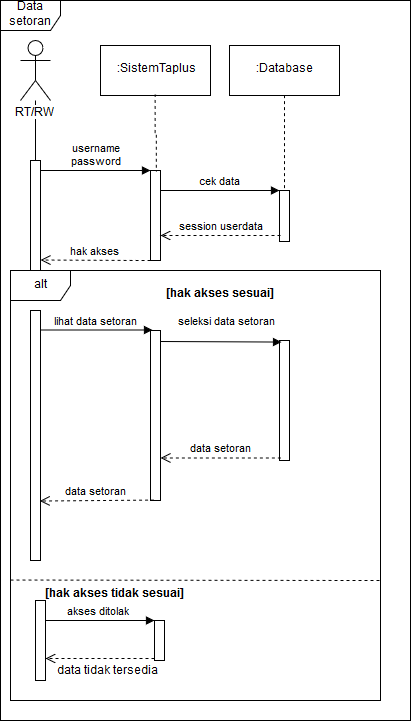 Data
setoran
:SistemTaplus
:Database
RT/RW
username
password
cek data
session userdata
hak akses
alt
[hak akses sesuai]
lihat data setoran
seleksi data setoran
data setoran
data setoran
[hak akses tidak sesuai]
akses ditolak
data tidak tersedia